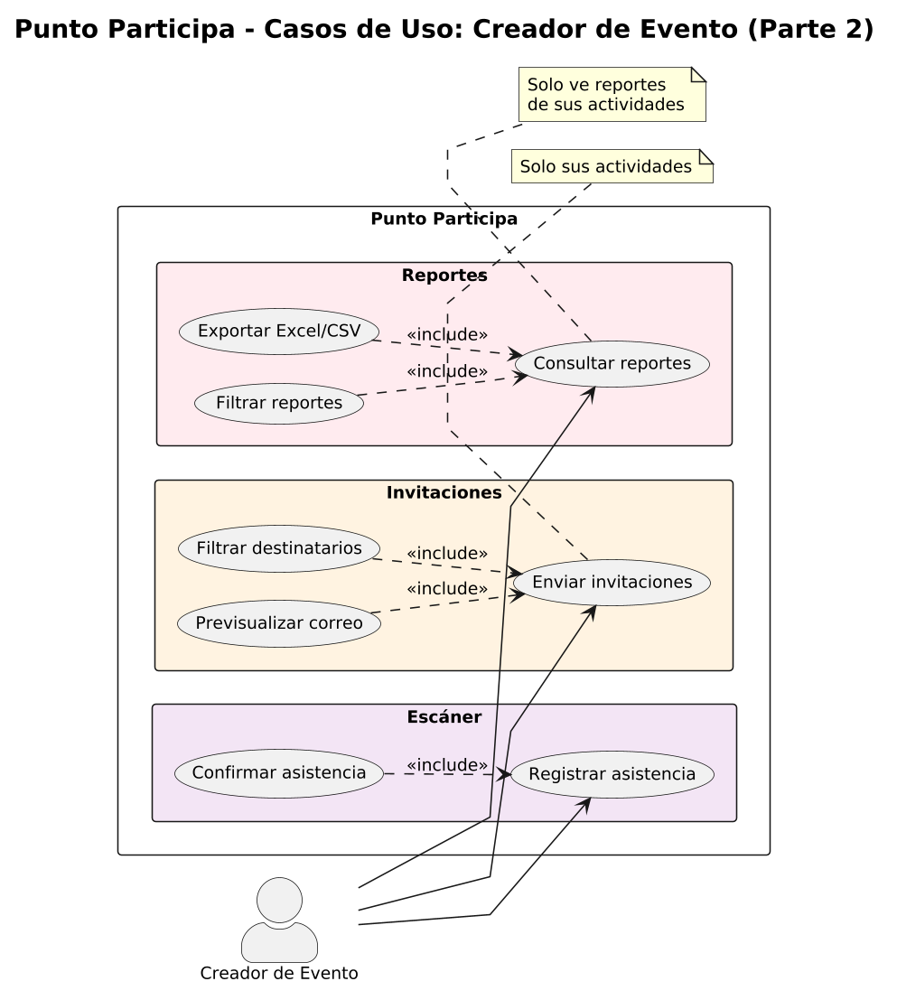 Punto Participa - Casos de Uso: Creador de Evento (Parte 2)
Solo ve reportes
de sus actividades
Solo sus actividades
Punto Participa
Reportes
Exportar Excel/CSV
«include»
Consultar reportes
«include»
Filtrar reportes
Invitaciones
Filtrar destinatarios
«include»
Enviar invitaciones
«include»
Previsualizar correo
Escáner
Confirmar asistencia
«include»
Registrar asistencia
Creador de Evento